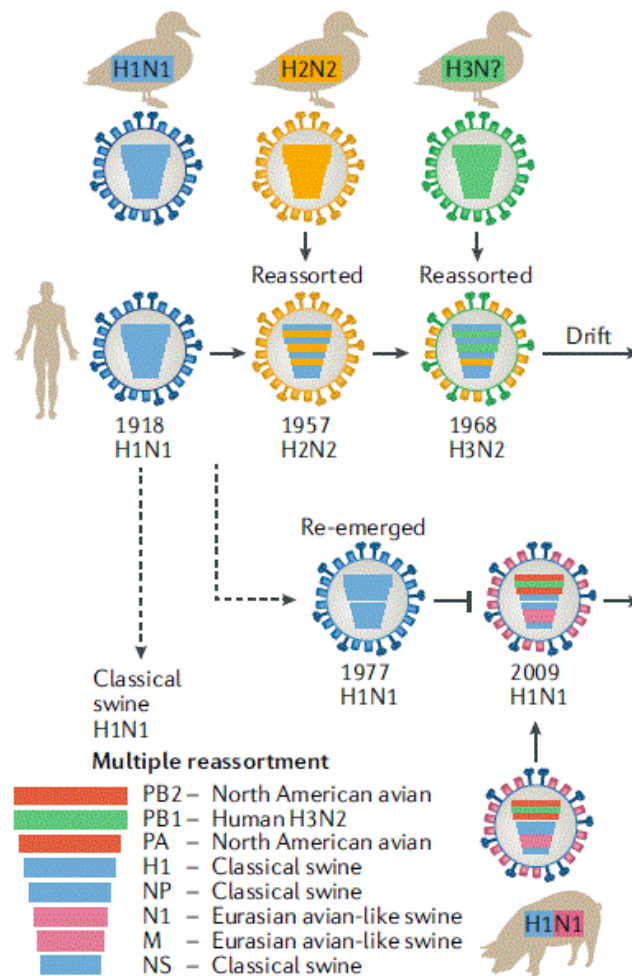 H1N1
H2N2
H3N?
Reassorted
Reassorted
Drift
1918
H1N1
1957
H2N2
1968
H3N2
Re-emerged
1977
H1N1
2009
H1N1
Classical
swine
H1N1
Multiple reassortment
PB2 – North American avian
PB1 – Human H3N2
PA – North American avian
H1 – Classical swine
NP – Classical swine
N1 – Eurasian avian-like swine
M – Eurasian avian-like swine
NS – Classical swine
H1N1